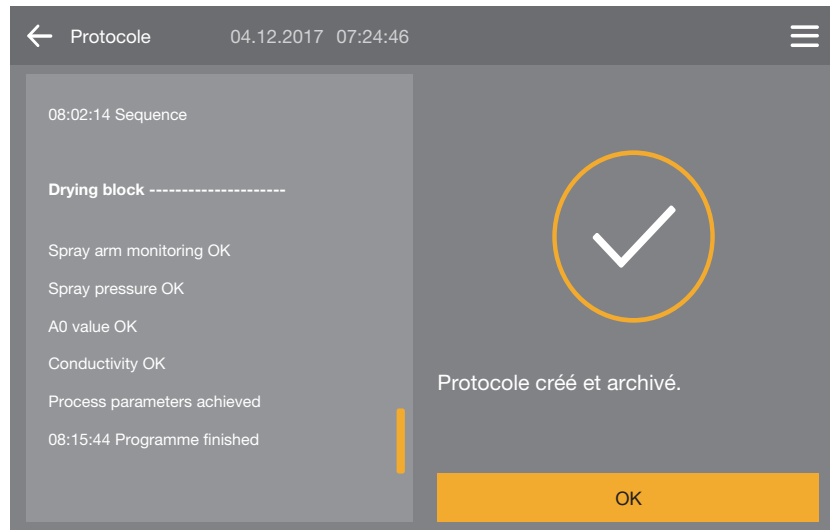 Protocole 04.12.2017 07:24:46
08:02:14 Sequence
Drying block ---------------------
Spray arm monitoring OK
Spray pressure OK
A0 value OK
Conductivity OK
Process parameters achieved
08:15:44 Programme finished
Protocole créé et archivé.
OK